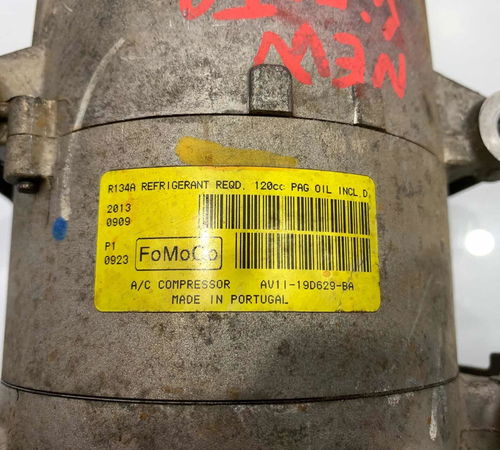 NEW
R134A REFRIGERANT REQD. 120cc PAG OIL INCL.D.
2013
0909
P1
0923
FoMoCo
A/C COMPRESSOR AV11-19D629-BA
MADE IN PORTUGAL